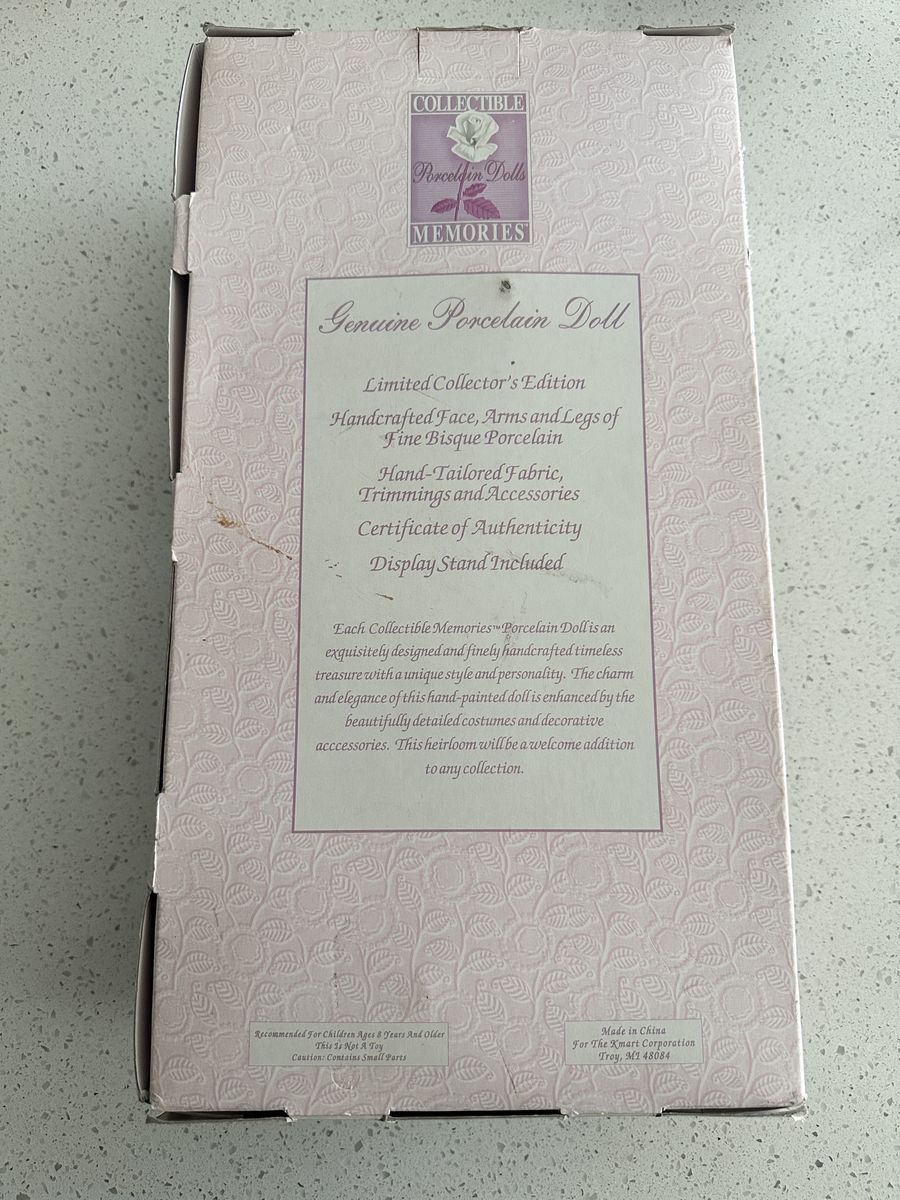 COLLECTIBLE
Porcelain Dolls
MEMORIES™
Genuine Porcelain Doll
Limited Collector's Edition
Handcrafted Face, Arms and Legs of
Fine Bisque Porcelain
Hand-Tailored Fabric,
Trimmings and Accessories
Certificate of Authenticity
Display Stand Included
Each Collectible Memories™ Porcelain Doll is an
exquisitely designed and finely handcrafted timeless
treasure with a unique style and personality. The charm
and elegance of this hand-painted doll is enhanced by the
beautifully detailed costumes and decorative
acccessories. This heirloom will be a welcome addition
to any collection.
Recommended For Children Ages 8 Years And Older
This Is Not A Toy
Caution: Contains Small Parts
Made in China
For The Kmart Corporation
Troy, MI 48084